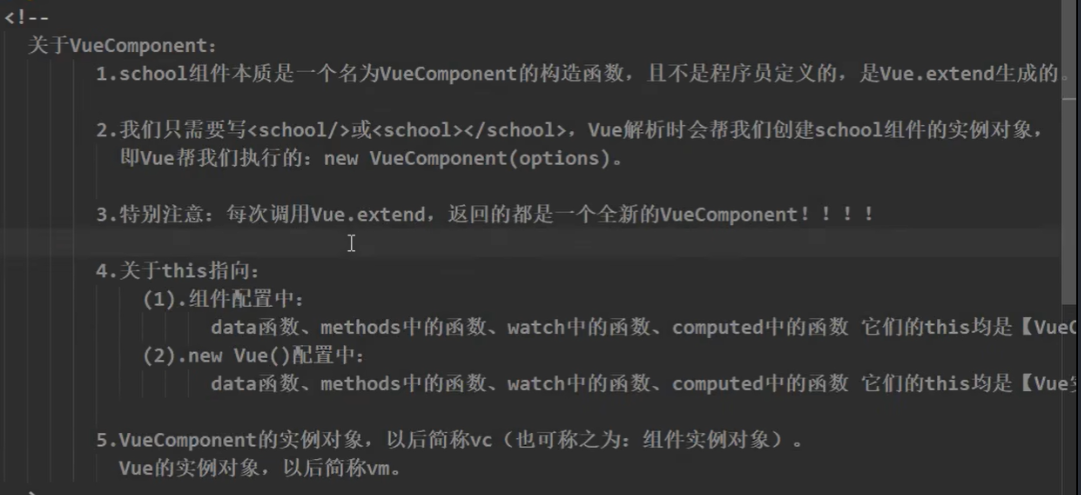 <!--
关于VueComponent：
1.school组件本质是一个名为VueComponent的构造函数，且不是程序员定义的，是Vue.extend生成的。
2.我们只需要写<school/>或<school></school>，Vue解析时会帮我们创建school组件的实例对象，
即Vue帮我们执行的：new VueComponent(options)。
3.特别注意：每次调用Vue.extend，返回的都是一个全新的VueComponent！！！！
4.关于this指向：
(1).组件配置中：
data函数、methods中的函数、watch中的函数、computed中的函数 它们的this均是【VueC
(2).new Vue()配置中：
data函数、methods中的函数、watch中的函数、computed中的函数 它们的this均是【Vue实
5.VueComponent的实例对象，以后简称vc（也可称之为：组件实例对象）。
Vue的实例对象，以后简称vm。